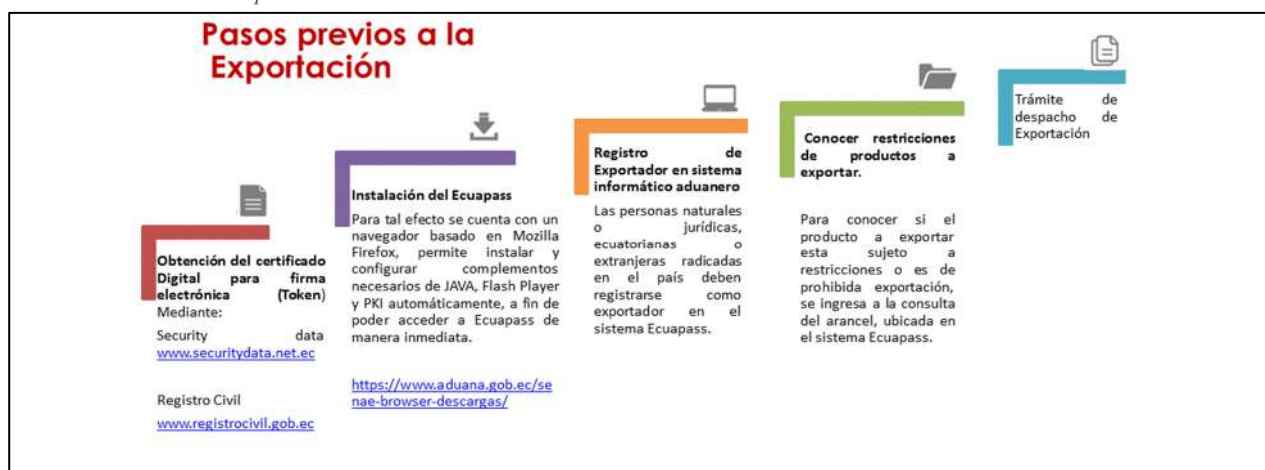 Pasos previos a la
Exportación
Obtención del certificado
Digital para firma
electrónica (Token)
Mediante:
Security data
www.securitydata.net.ec
Registro Civil
www.registrocivil.gob.ec
Instalación del Ecuapass
Para tal efecto se cuenta con un
navegador basado en Mozilla
Firefox, permite instalar y
configurar complementos
necesarios de JAVA, Flash Player
y PKI automáticamente, a fin de
poder acceder a Ecuapass de
manera inmediata.
https://www.aduana.gob.ec/se
nae-browser-descargas/
Registro de
Exportador en sistema
informático aduanero
Las personas naturales
o jurídicas,
ecuatorianas o
extranjeras radicadas
en el país deben
registrarse como
exportador en el
sistema Ecuapass.
Conocer restricciones
de productos a
exportar.
Para conocer si el
producto a exportar
esta sujeto a
restricciones o es de
prohibida exportación,
se ingresa a la consulta
del arancel, ubicada en
el sistema Ecuapass.
Trámite de
despacho de
Exportación